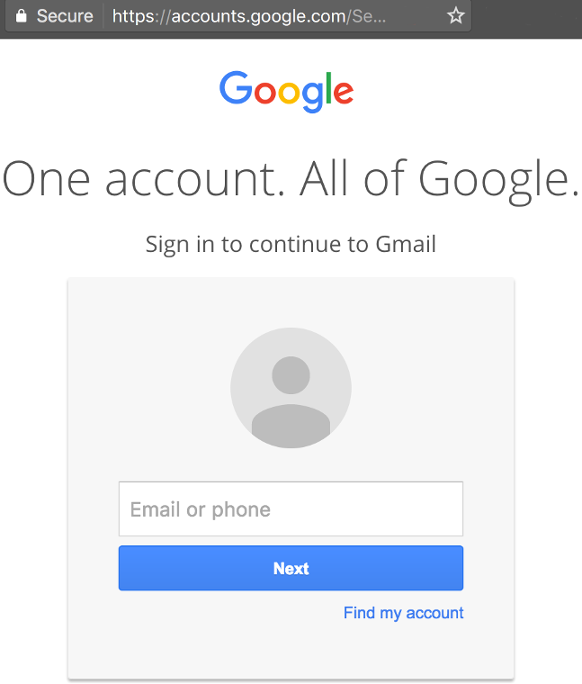 Secure https://accounts.google.com/Se...
Google
One account. All of Google.
Sign in to continue to Gmail
Email or phone
Next
Find my account